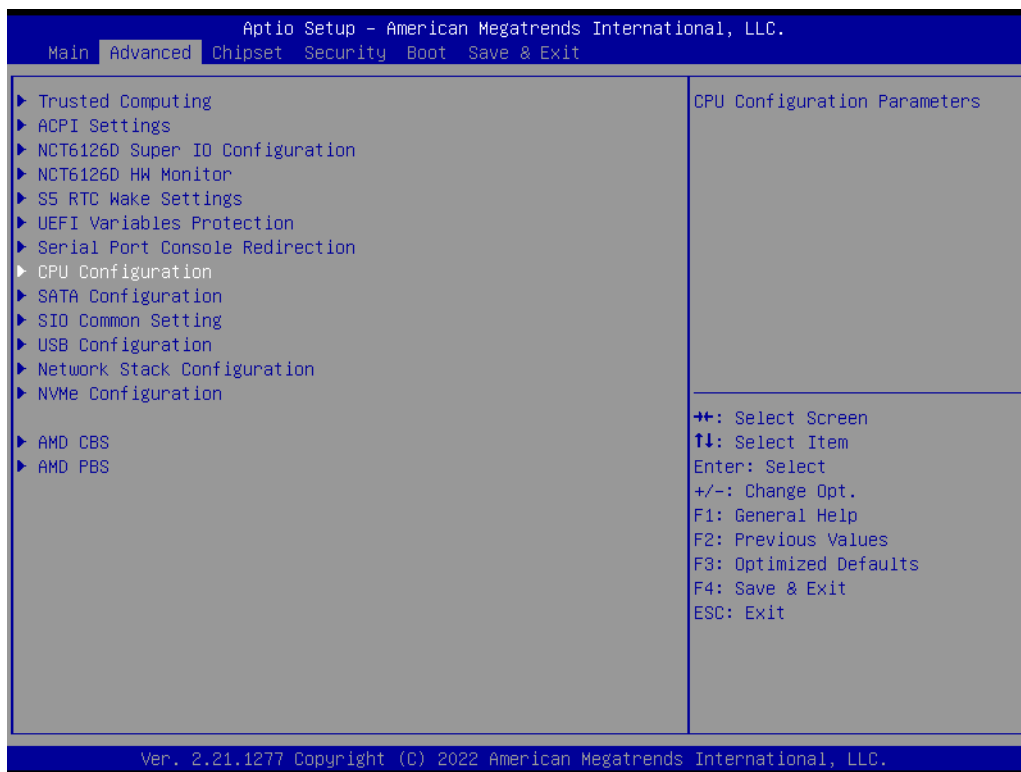 Aptio Setup – American Megatrends International, LLC.
Main Advanced Chipset Security Boot Save & Exit
▶ Trusted Computing
▶ ACPI Settings
▶ NCT6126D Super IO Configuration
▶ NCT6126D HW Monitor
▶ S5 RTC Wake Settings
▶ UEFI Variables Protection
▶ Serial Port Console Redirection
▶ CPU Configuration
▶ SATA Configuration
▶ SIO Common Setting
▶ USB Configuration
▶ Network Stack Configuration
▶ NVMe Configuration
▶ AMD CBS
▶ AMD PBS
CPU Configuration Parameters
→←: Select Screen
↑↓: Select Item
Enter: Select
+/-: Change Opt.
F1: General Help
F2: Previous Values
F3: Optimized Defaults
F4: Save & Exit
ESC: Exit
Ver. 2.21.1277 Copyright (C) 2022 American Megatrends International, LLC.